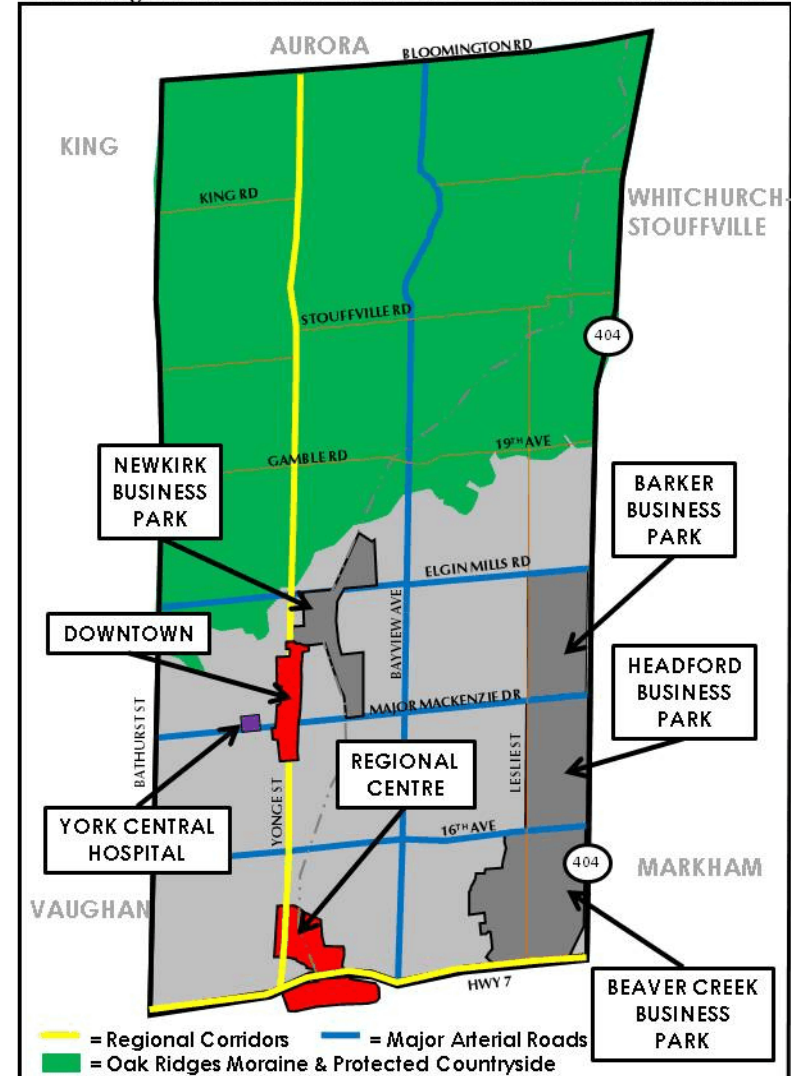 AURORA
BLOOMINGTON RD
KING
KING RD
WHITCHURCH-
STOUFFVILLE
STOUFFVILLE RD
404
NEWKIRK
BUSINESS
PARK
GAMBLE RD
19TH AVE
BARKER
BUSINESS
PARK
ELGIN MILLS RD
DOWNTOWN
BAYVIEW AVE
HEADFORD
BUSINESS
PARK
MAJOR MACKENZIE DR
BATHURST ST
REGIONAL
CENTRE
LESLIE ST
YONGE ST
YORK CENTRAL
HOSPITAL
16TH AVE
404
MARKHAM
VAUGHAN
HWY 7
BEAVER CREEK
BUSINESS
PARK
= Regional Corridors
= Major Arterial Roads
= Oak Ridges Moraine & Protected Countryside